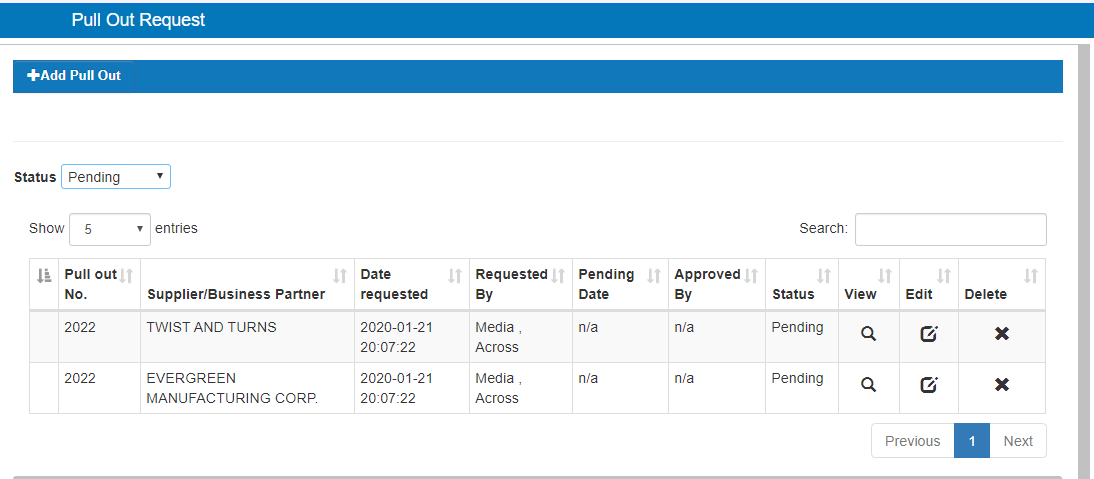 Pull Out Request
Add Pull Out
Status Pending
Show 5 entries Search:
Pull out No. Supplier/Business Partner Date requested Requested By Pending Date Approved By Status View Edit Delete
2022 TWIST AND TURNS 2020-01-21 20:07:22 Media , Across n/a n/a Pending
2022 EVERGREEN MANUFACTURING CORP. 2020-01-21 20:07:22 Media , Across n/a n/a Pending
Previous 1 Next